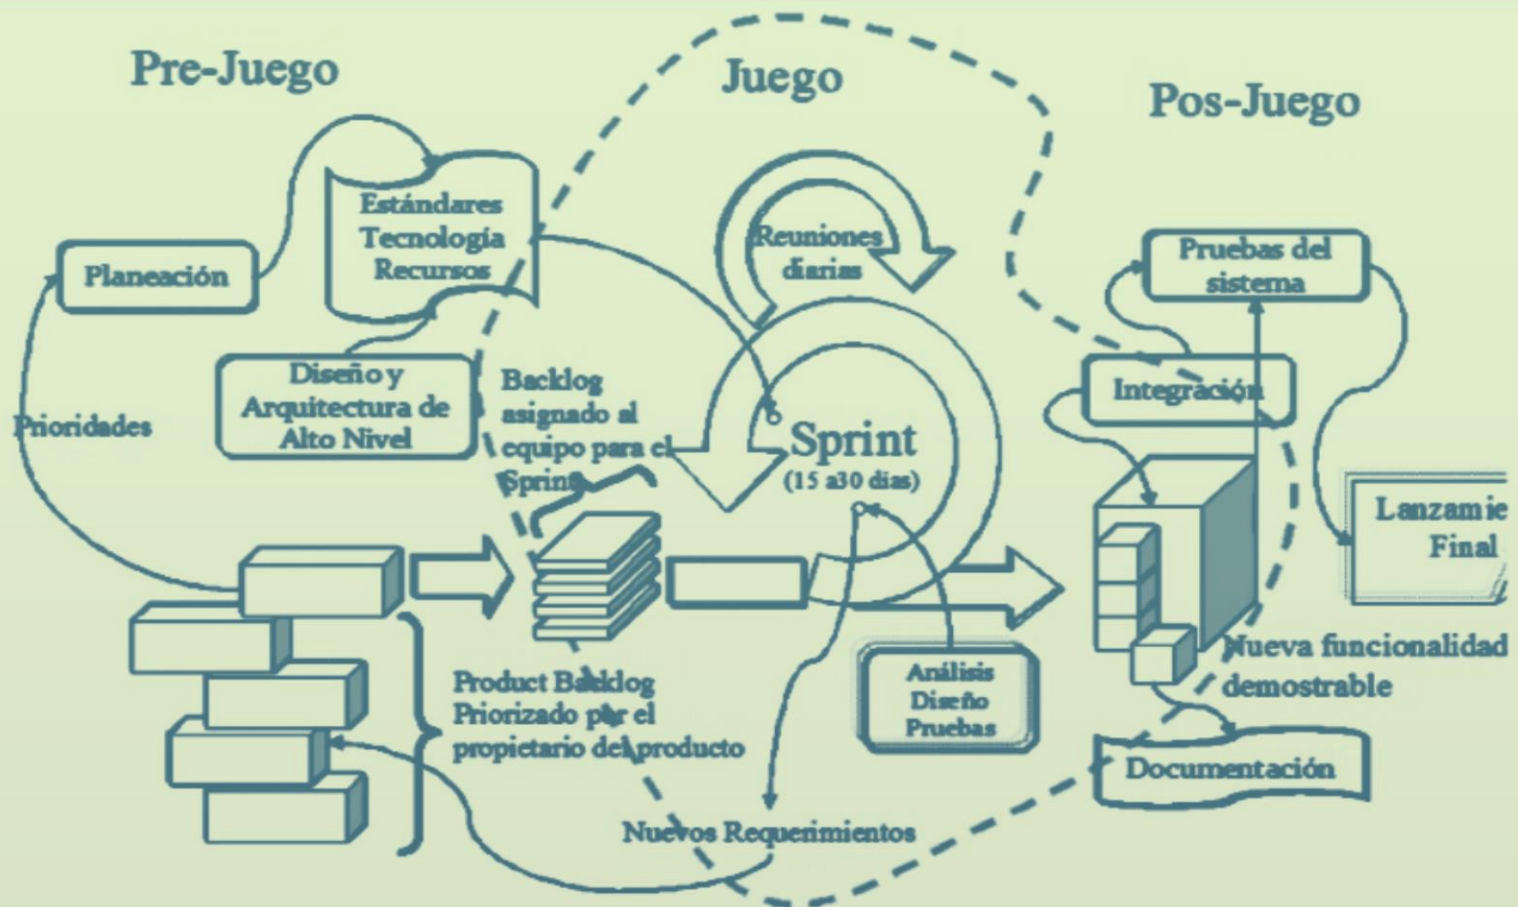 Pre-Juego
Juego
Pos-Juego
Estándares
Tecnología
Recursos
Planeación
Diseño y
Arquitectura de
Alto Nivel
Prioridades
Backlog
asignado al
equipo para el
Sprint
Reuniones
diarias
Sprint
(15 a30 días)
Pruebas del
sistema
Integración
Lanzamie
Final
Nueva funcionalidad
demostrable
Product Backlog
Priorizado por el
propietario del producto
Análisis
Diseño
Pruebas
Documentación
Nuevos Requerimientos